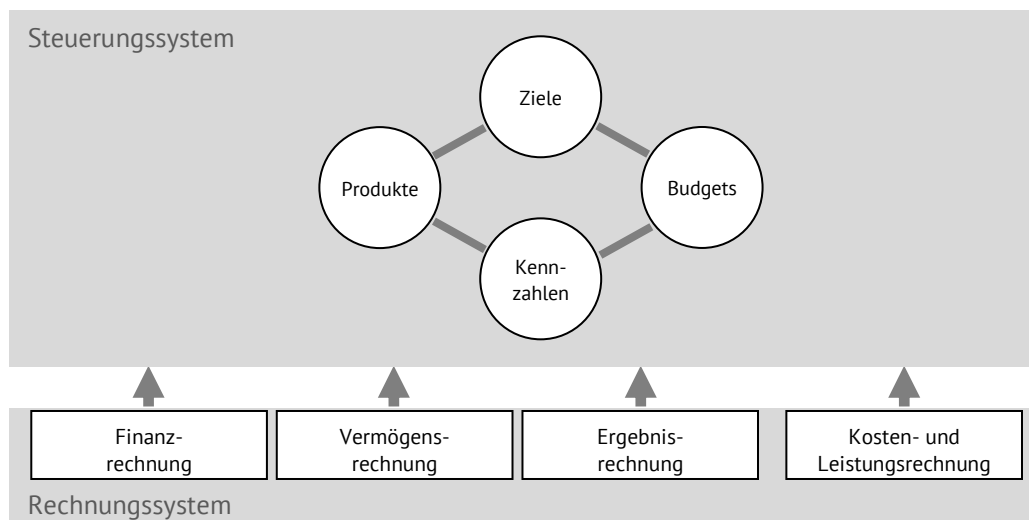 Steuerungssystem
Ziele
Produkte
Budgets
Kenn-
zahlen
Finanz-
rechnung
Vermögens-
rechnung
Ergebnis-
rechnung
Kosten- und
Leistungsrechnung
Rechnungssystem